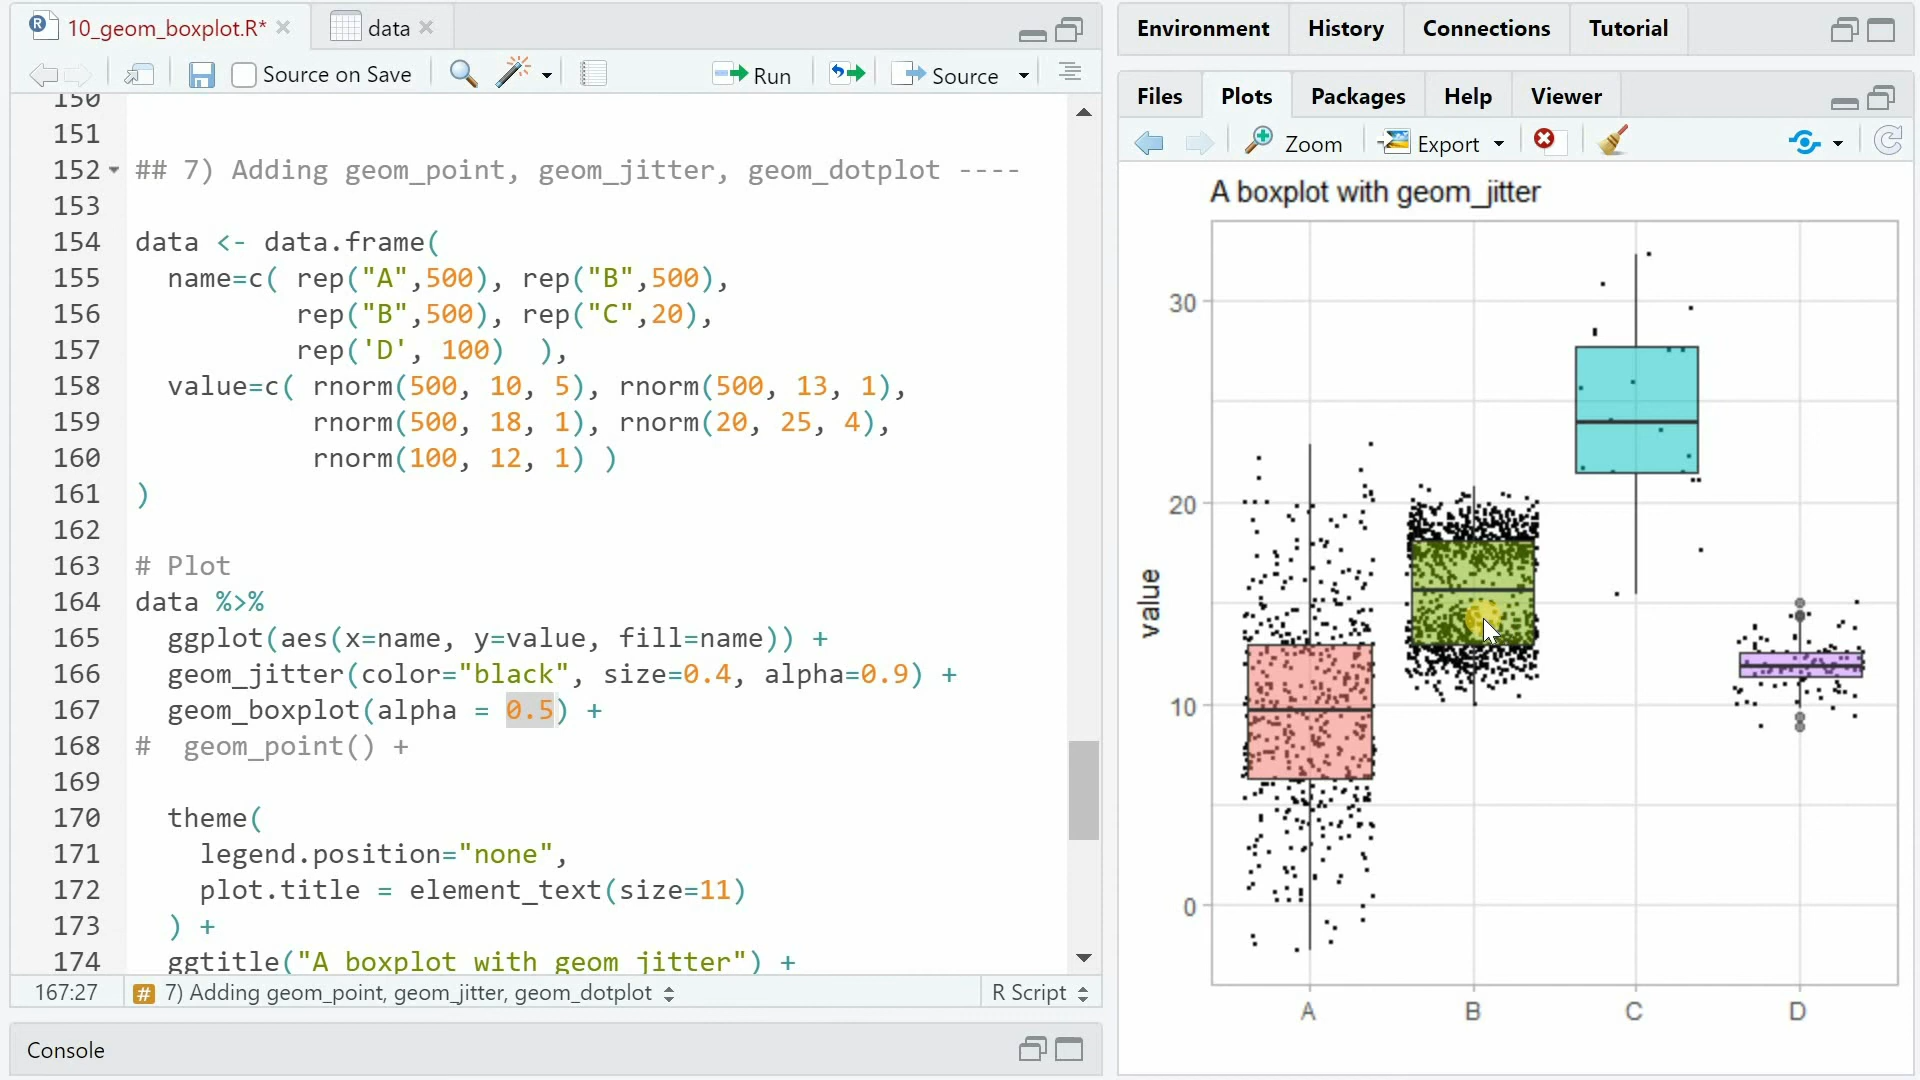 10_geom_boxplot.R*
data
Source on Save
Run
Source
150
151
152 ## 7) Adding geom_point, geom_jitter, geom_dotplot ----
153
154 data <- data.frame(
155 name=c( rep("A",500), rep("B",500),
156 rep("B",500), rep("C",20),
157 rep('D', 100) ),
158 value=c( rnorm(500, 10, 5), rnorm(500, 13, 1),
159 rnorm(500, 18, 1), rnorm(20, 25, 4),
160 rnorm(100, 12, 1) )
161 )
162
163 # Plot
164 data %>%
165 ggplot(aes(x=name, y=value, fill=name)) +
166 geom_jitter(color="black", size=0.4, alpha=0.9) +
167 geom_boxplot(alpha = 0.5) +
168 # geom_point() +
169
170 theme(
171 legend.position="none",
172 plot.title = element_text(size=11)
173 ) +
174 ggtitle("A boxplot with geom_jitter") +
167:27
# 7) Adding geom_point, geom_jitter, geom_dotplot
R Script
Console
Environment
History
Connections
Tutorial
Files
Plots
Packages
Help
Viewer
Zoom
Export
A boxplot with geom_jitter
30
20
10
0
value
A
B
C
D